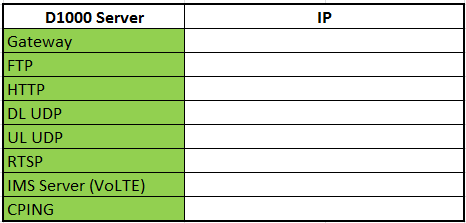 D1000 Server IP
Gateway
FTP
HTTP
DL UDP
UL UDP
RTSP
IMS Server (VoLTE)
CPING